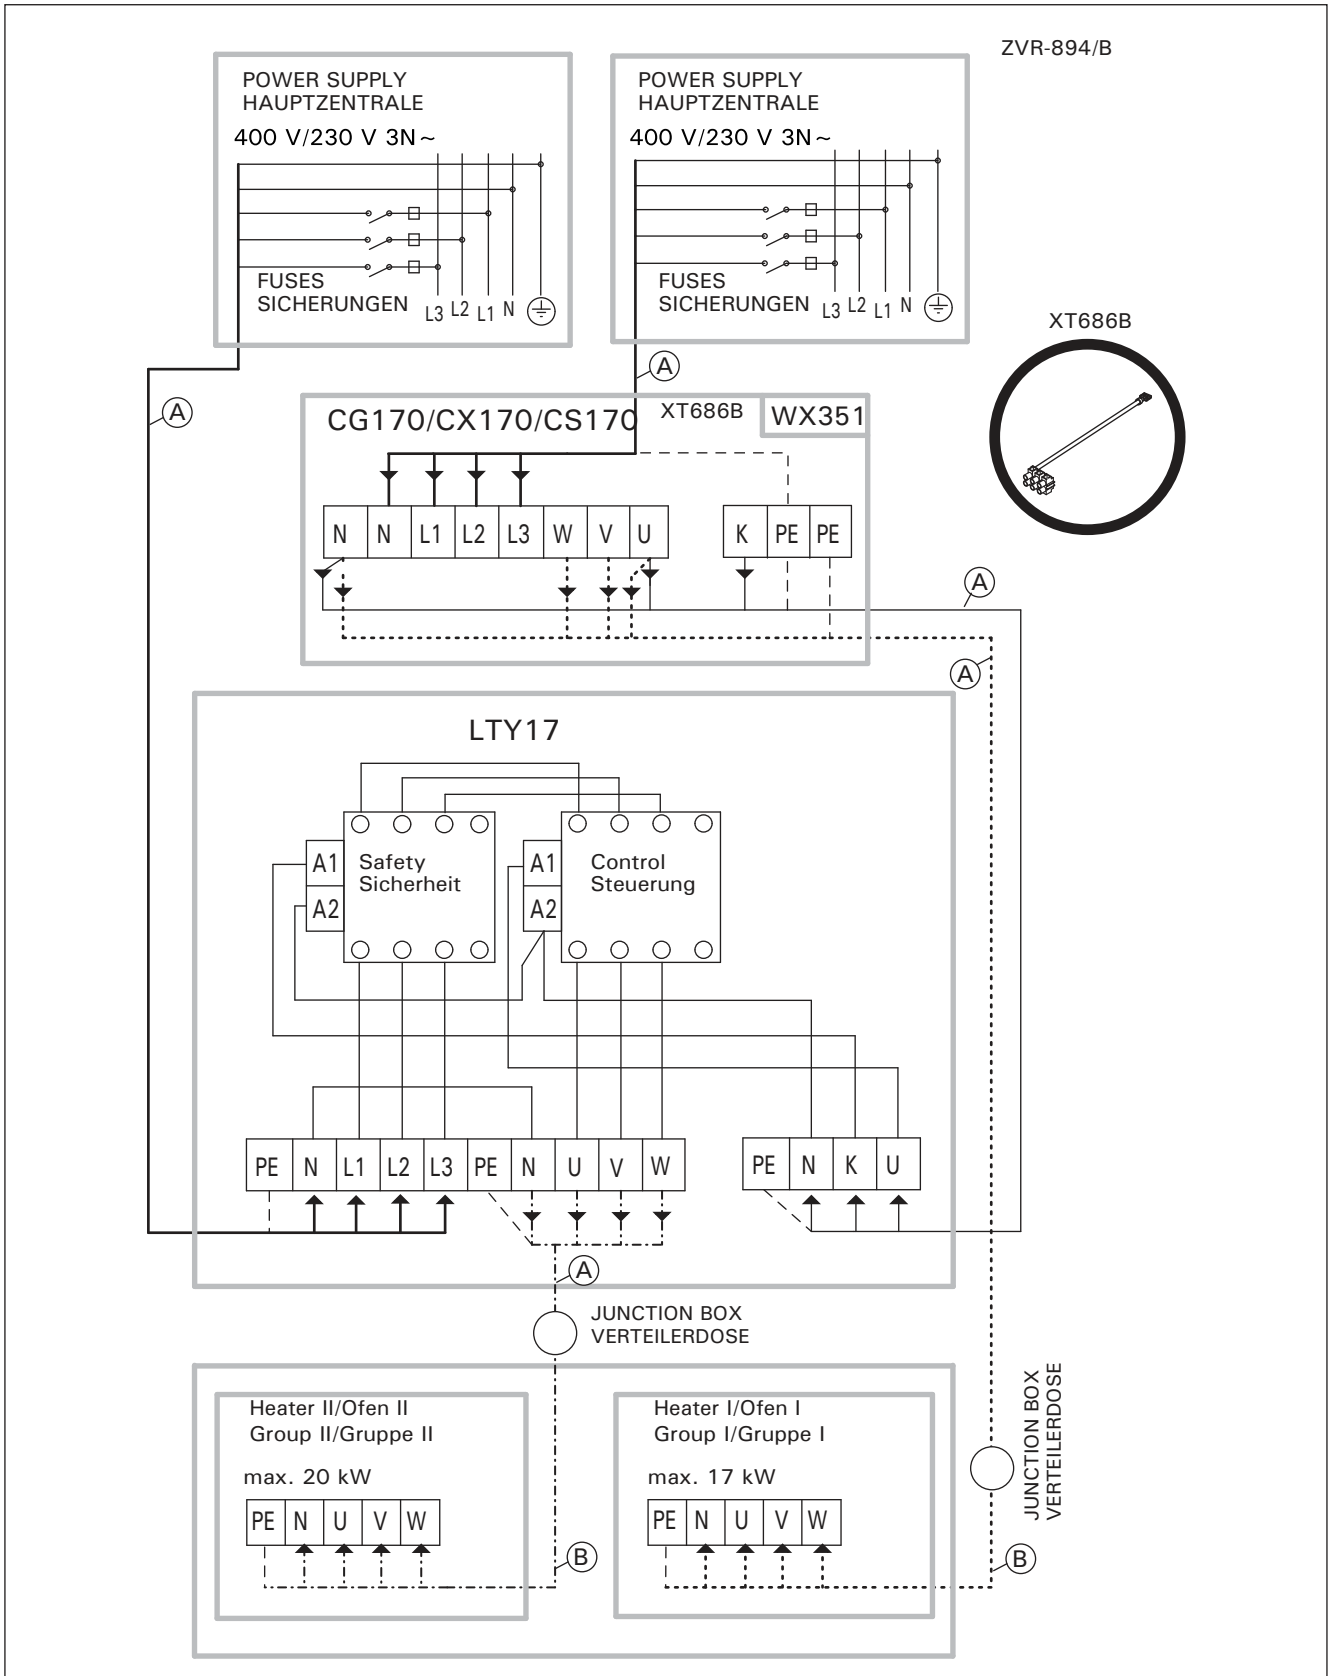 ZVR-894/B
POWER SUPPLY
HAUPTZENTRALE
400 V/230 V 3N~
FUSES
SICHERUNGEN
L3 L2 L1 N
POWER SUPPLY
HAUPTZENTRALE
400 V/230 V 3N~
FUSES
SICHERUNGEN
L3 L2 L1 N
XT686B
A
A
CG170/CX170/CS170
XT686B
WX351
N N L1 L2 L3 W V U
K PE PE
A
A
LTY17
A1
A2
Safety
Sicherheit
A1
A2
Control
Steuerung
PE N L1 L2 L3 PE N U V W
PE N K U
A
JUNCTION BOX
VERTEILERDOSE
Heater II/Ofen II
Group II/Gruppe II
max. 20 kW
PE N U V W
B
Heater I/Ofen I
Group I/Gruppe I
max. 17 kW
PE N U V W
B
JUNCTION BOX
VERTEILERDOSE